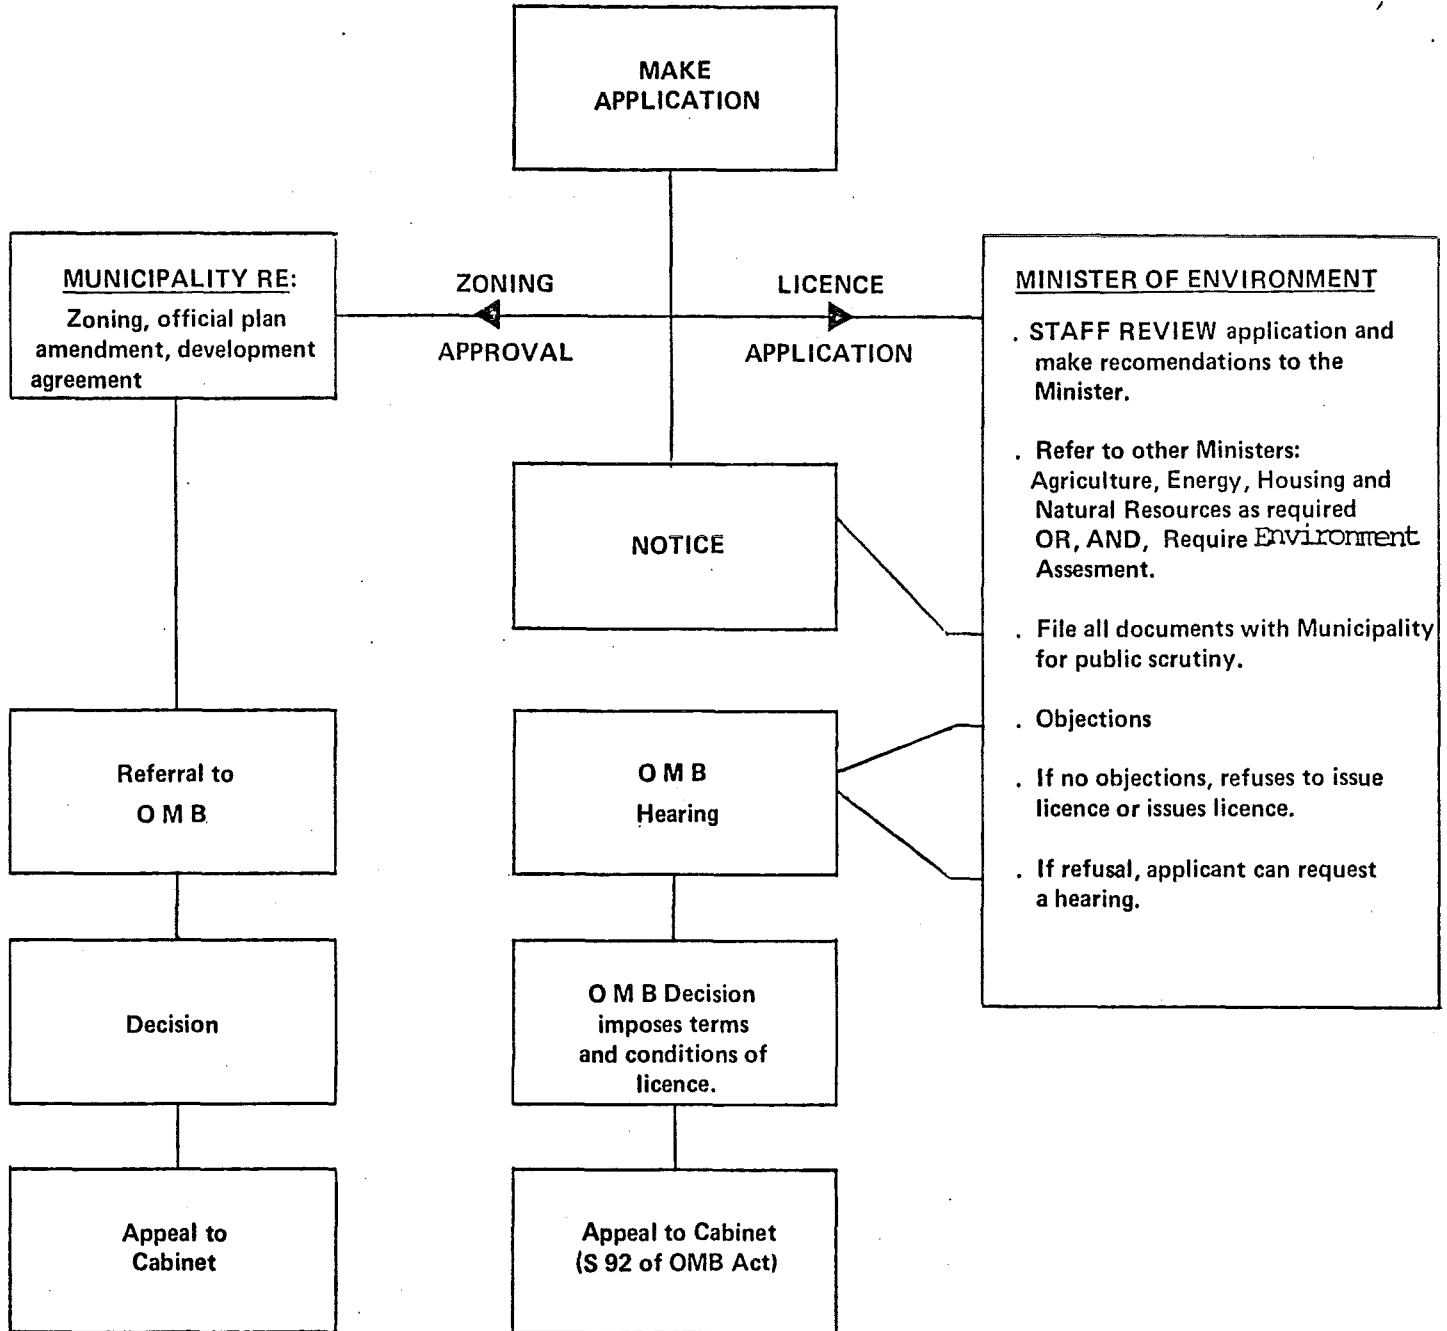 MAKE
APPLICATION
MUNICIPALITY RE:
Zoning, official plan
amendment, development
agreement
ZONING
APPROVAL
LICENCE
APPLICATION
MINISTER OF ENVIRONMENT
. STAFF REVIEW application and
make recomendations to the
Minister.
. Refer to other Ministers:
Agriculture, Energy, Housing and
Natural Resources as required
OR, AND, Require Environment
Assesment.
. File all documents with Municipality
for public scrutiny.
. Objections
. If no objections, refuses to issue
licence or issues licence.
. If refusal, applicant can request
a hearing.
NOTICE
Referral to
O M B
O M B
Hearing
Decision
O M B Decision
imposes terms
and conditions of
licence.
Appeal to
Cabinet
Appeal to Cabinet
(S 92 of OMB Act)